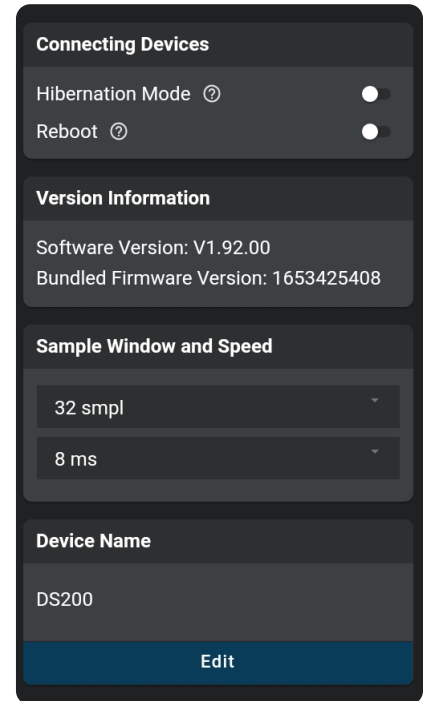 Connecting Devices
Hibernation Mode ?
Reboot ?
Version Information
Software Version: V1.92.00
Bundled Firmware Version: 1653425408
Sample Window and Speed
32 smpl
8 ms
Device Name
DS200
Edit